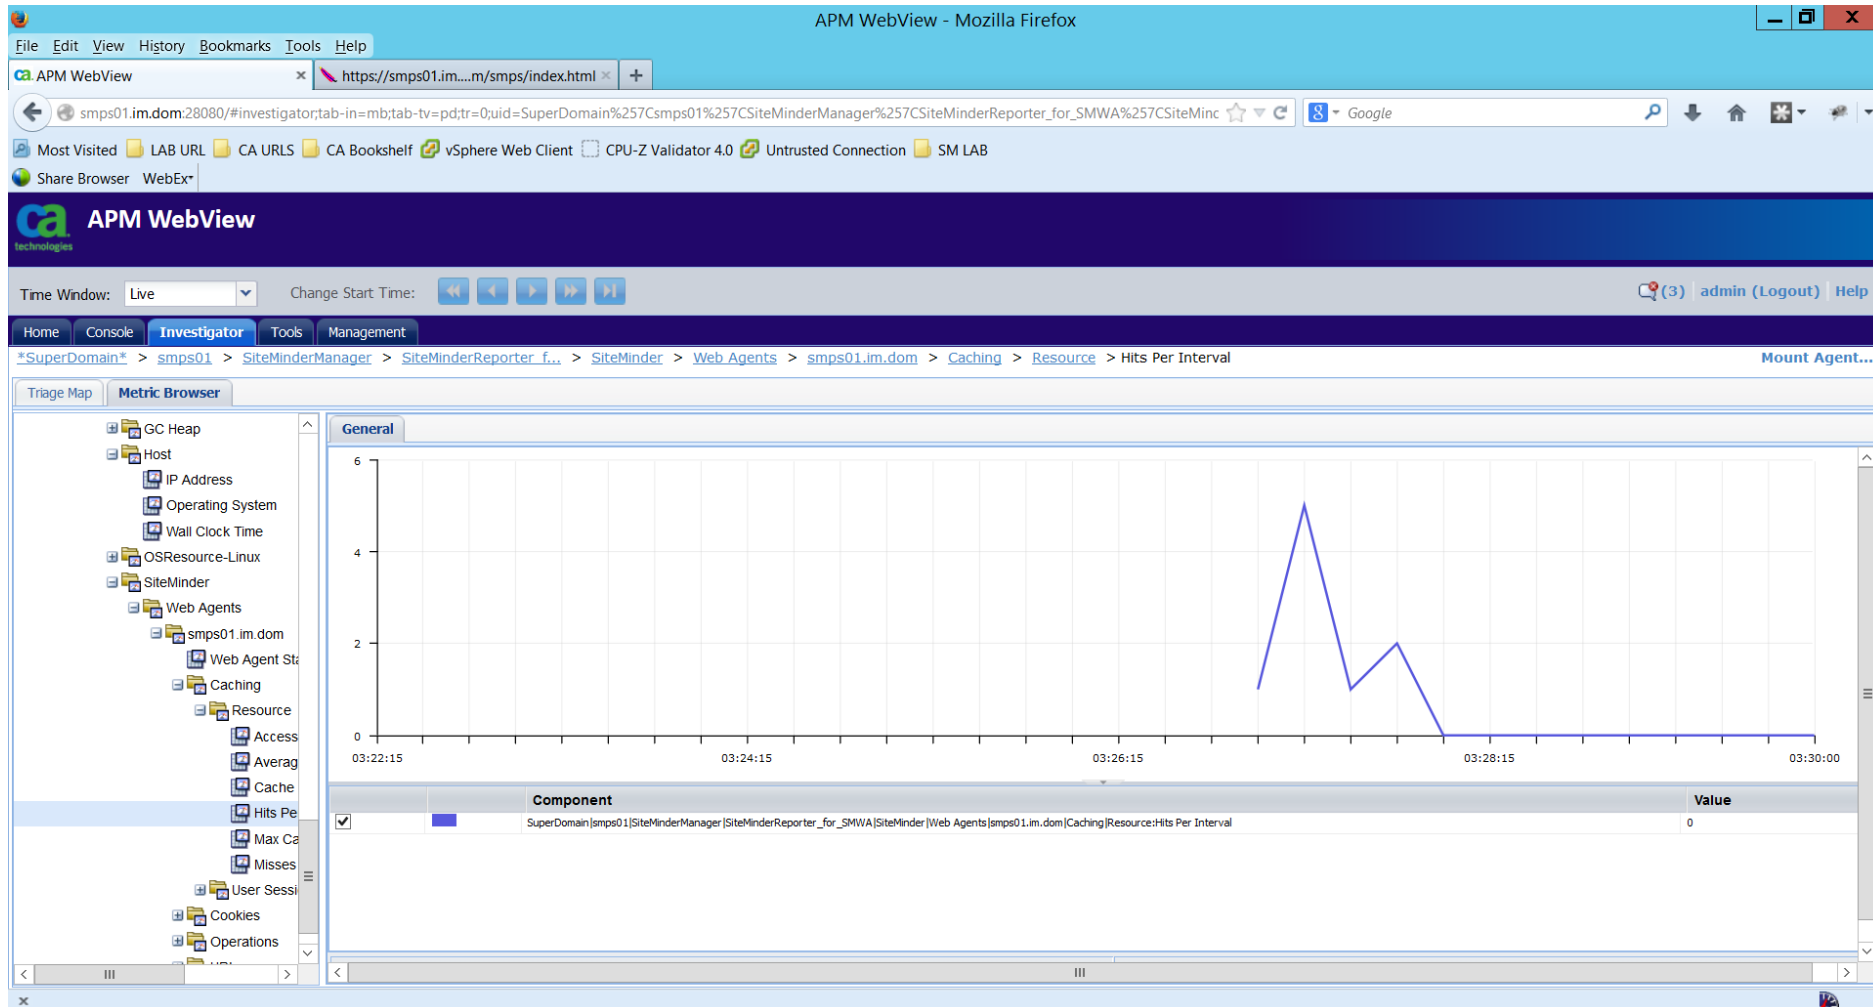 APM WebView - Mozilla Firefox
File Edit View History Bookmarks Tools Help
ca. APM WebView
https://smps01.im....m/smps/index.html
smps01.im.dom:28080/#investigator;tab-in=mb;tab-tv=pd;tr=0;uid=SuperDomain%257Csmps01%257CSiteMinderManager%257CSiteMinderReporter_for_SMWA%257CSiteMinc
8 Google
Most Visited LAB URL CA URLS CA Bookshelf vSphere Web Client CPU-Z Validator 4.0 Untrusted Connection SM LAB
Share Browser WebEx
ca technologies
APM WebView
Time Window: Live Change Start Time:
(3) admin (Logout) Help
Home Console Investigator Tools Management
*SuperDomain* > smps01 > SiteMinderManager > SiteMinderReporter f... > SiteMinder > Web Agents > smps01.im.dom > Caching > Resource > Hits Per Interval
Mount Agent...
Triage Map Metric Browser
GC Heap
Host
IP Address
Operating System
Wall Clock Time
OSResource-Linux
SiteMinder
Web Agents
smps01.im.dom
Web Agent Sta
Caching
Resource
Access
Averag
Cache
Hits Pe
Max Ca
Misses
User Sessi
Cookies
Operations
General
6
4
2
0
03:22:15 03:24:15 03:26:15 03:28:15 03:30:00
Component Value
SuperDomain|smps01|SiteMinderManager|SiteMinderReporter_for_SMWA|SiteMinder|Web Agents|smps01.im.dom|Caching|Resource:Hits Per Interval 0